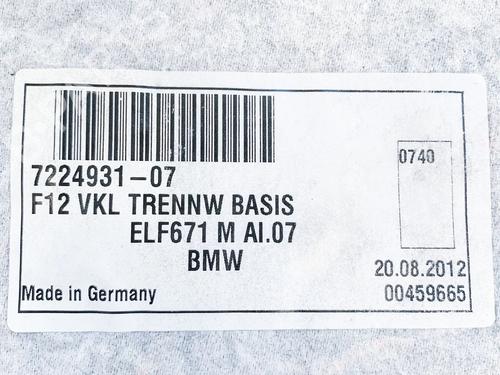 7224931-07
0740
F12 VKL TRENNW BASIS
ELF671 M AI.07
BMW
20.08.2012
Made in Germany
00459665